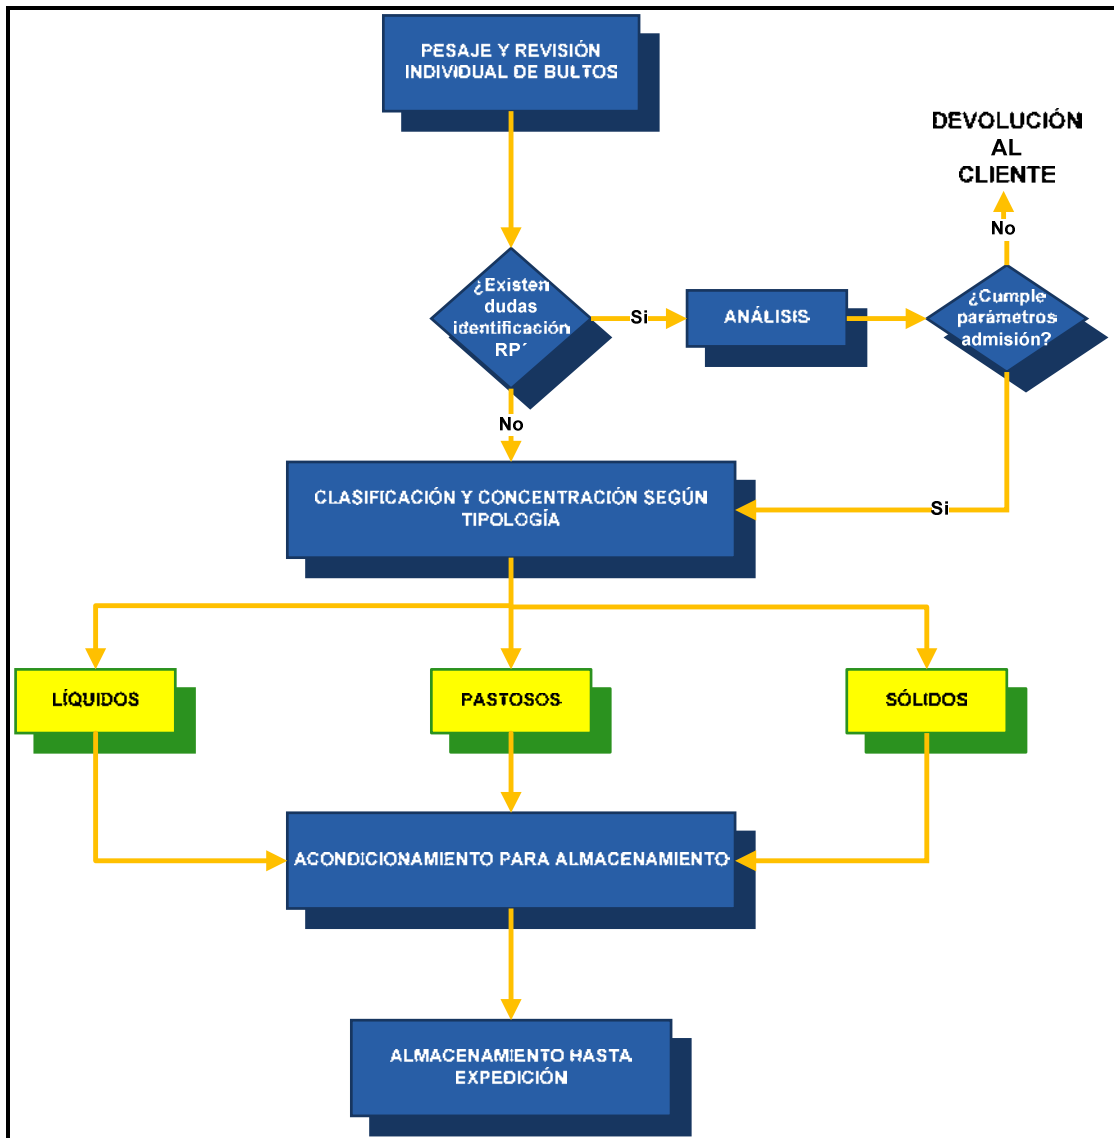 PESAJE Y REVISIÓN
INDIVIDUAL DE BULTOS
DEVOLUCIÓN
AL
CLIENTE
No
¿Existen
dudas
identificación
RP
Si
ANÁLISIS
¿Cumple
parámetros
admisión?
No
CLASIFICACIÓN Y CONCENTRACIÓN SEGÚN
TIPOLOGÍA
Si
LÍQUIDOS
PASTOSOS
SÓLIDOS
ACONDICIONAMIENTO PARA ALMACENAMIENTO
ALMACENAMIENTO HASTA
EXPEDICIÓN